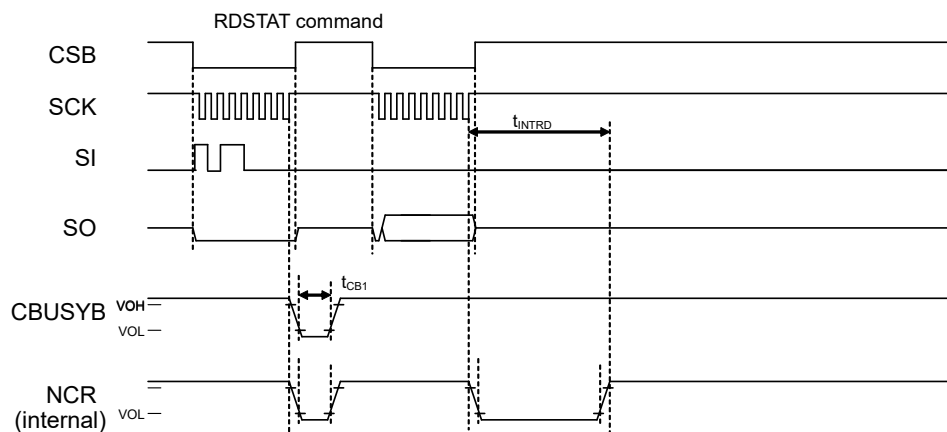 RDSTAT command
CSB
SCK
tINTRD
SI
SO
tCB1
CBUSYB
VOH
VOL
NCR
(internal)
VOL